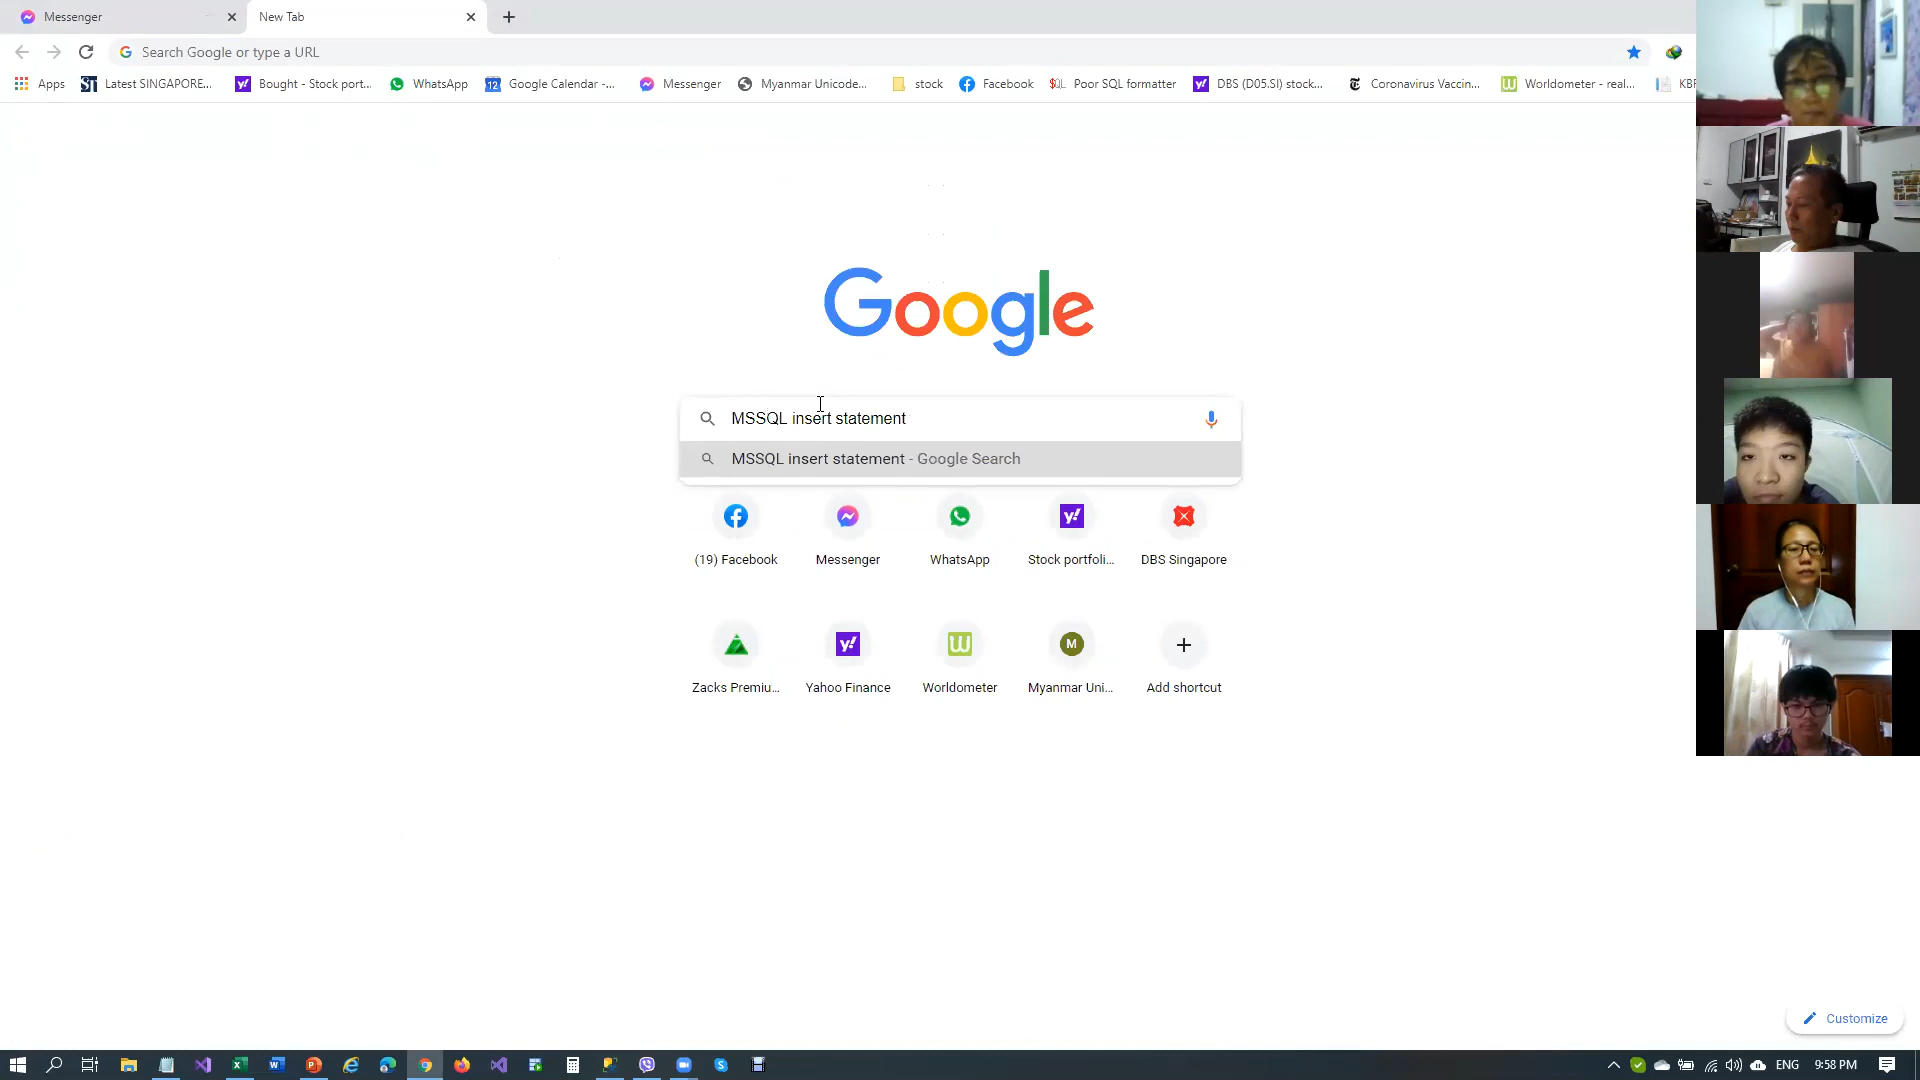 Messenger
New Tab
Search Google or type a URL
Apps
Latest SINGAPORE...
Bought - Stock port...
WhatsApp
Google Calendar -...
Messenger
Myanmar Unicode...
stock
Facebook
Poor SQL formatter
DBS (D05.SI) stock...
Coronavirus Vaccin...
Worldometer - real...
Google
MSSQL insert statement
MSSQL insert statement - Google Search
(19) Facebook
Messenger
WhatsApp
Stock portfoli...
DBS Singapore
Zacks Premiu...
Yahoo Finance
Worldometer
Myanmar Uni...
Add shortcut
Customize
ENG
9:58 PM